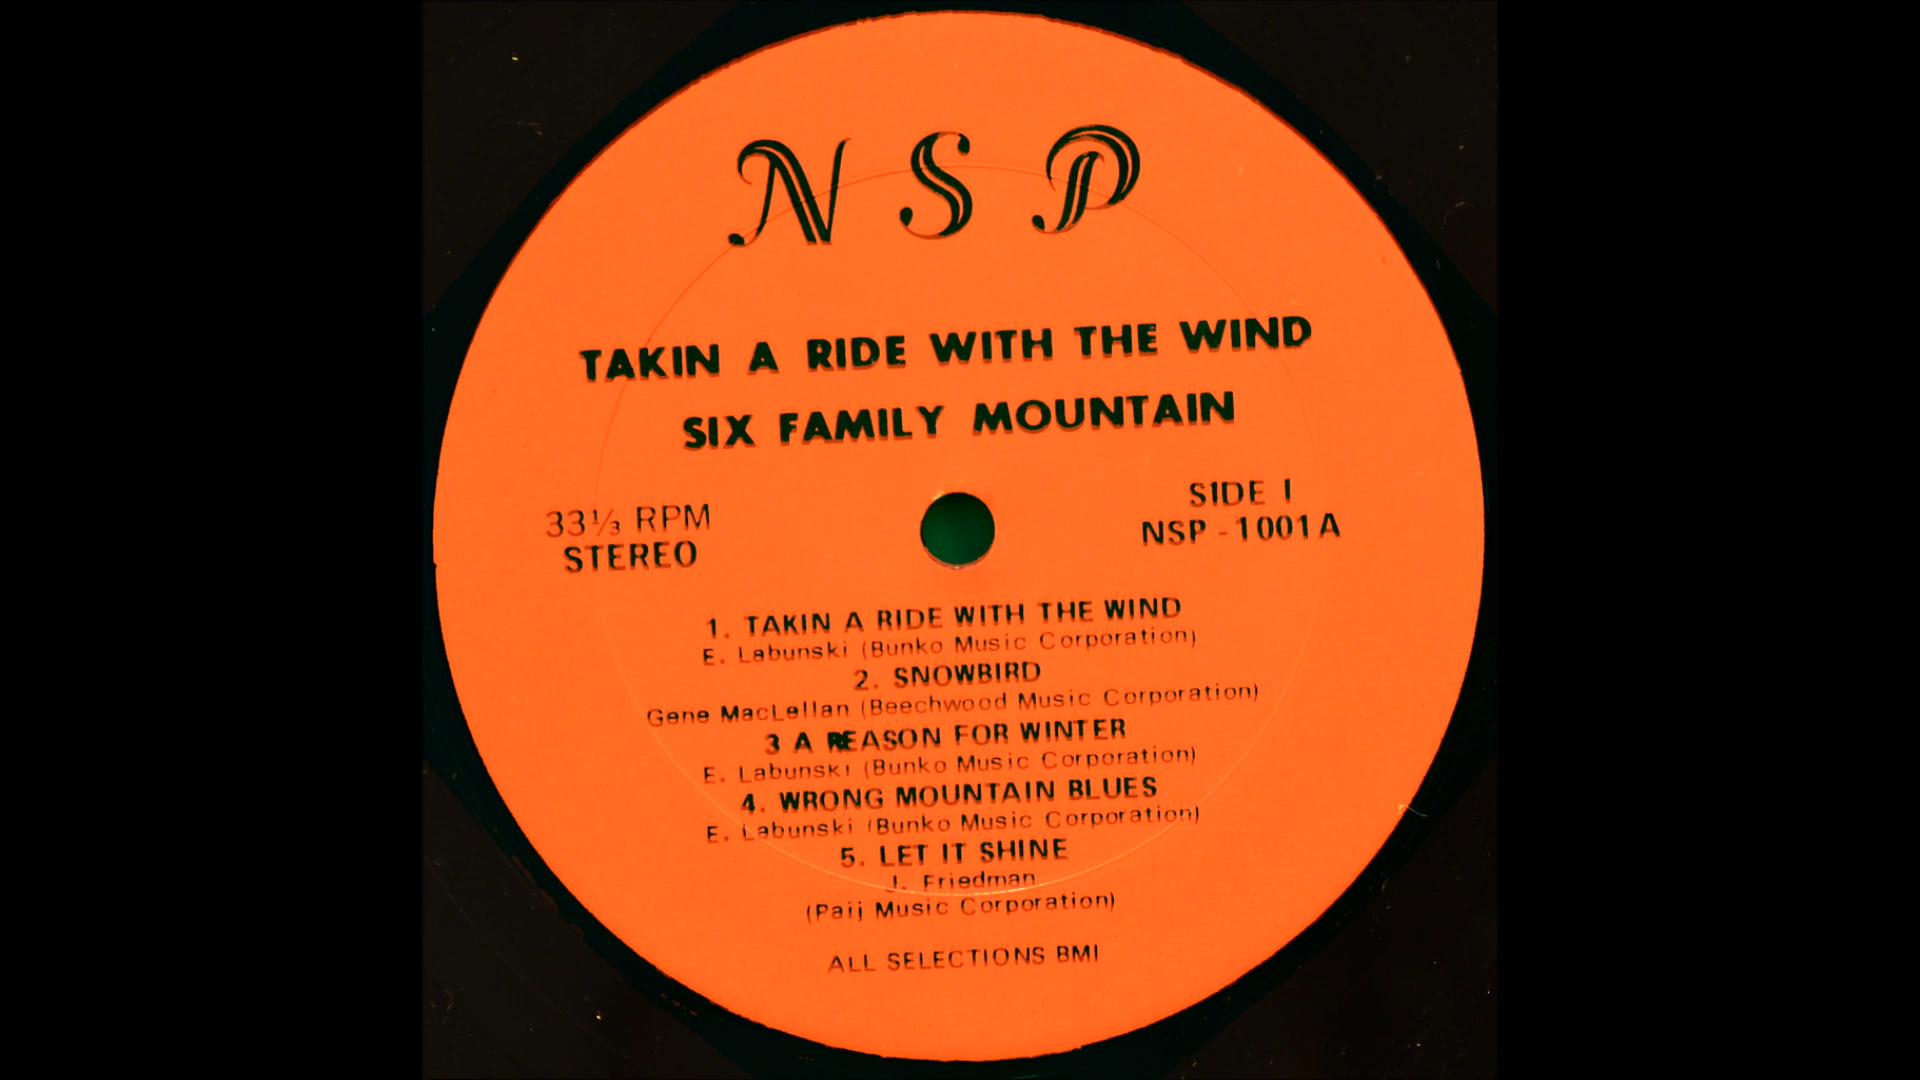 NSP
TAKIN A RIDE WITH THE WIND
SIX FAMILY MOUNTAIN
33⅓ RPM
STEREO
SIDE I
NSP - 1001A
1. TAKIN A RIDE WITH THE WIND
E. Labunski (Bunko Music Corporation)
2. SNOWBIRD
Gene MacLellan (Beechwood Music Corporation)
3 A REASON FOR WINTER
E. Labunski (Bunko Music Corporation)
4. WRONG MOUNTAIN BLUES
E. Labunski (Bunko Music Corporation)
5. LET IT SHINE
J. Friedman
(Paij Music Corporation)
ALL SELECTIONS BMI